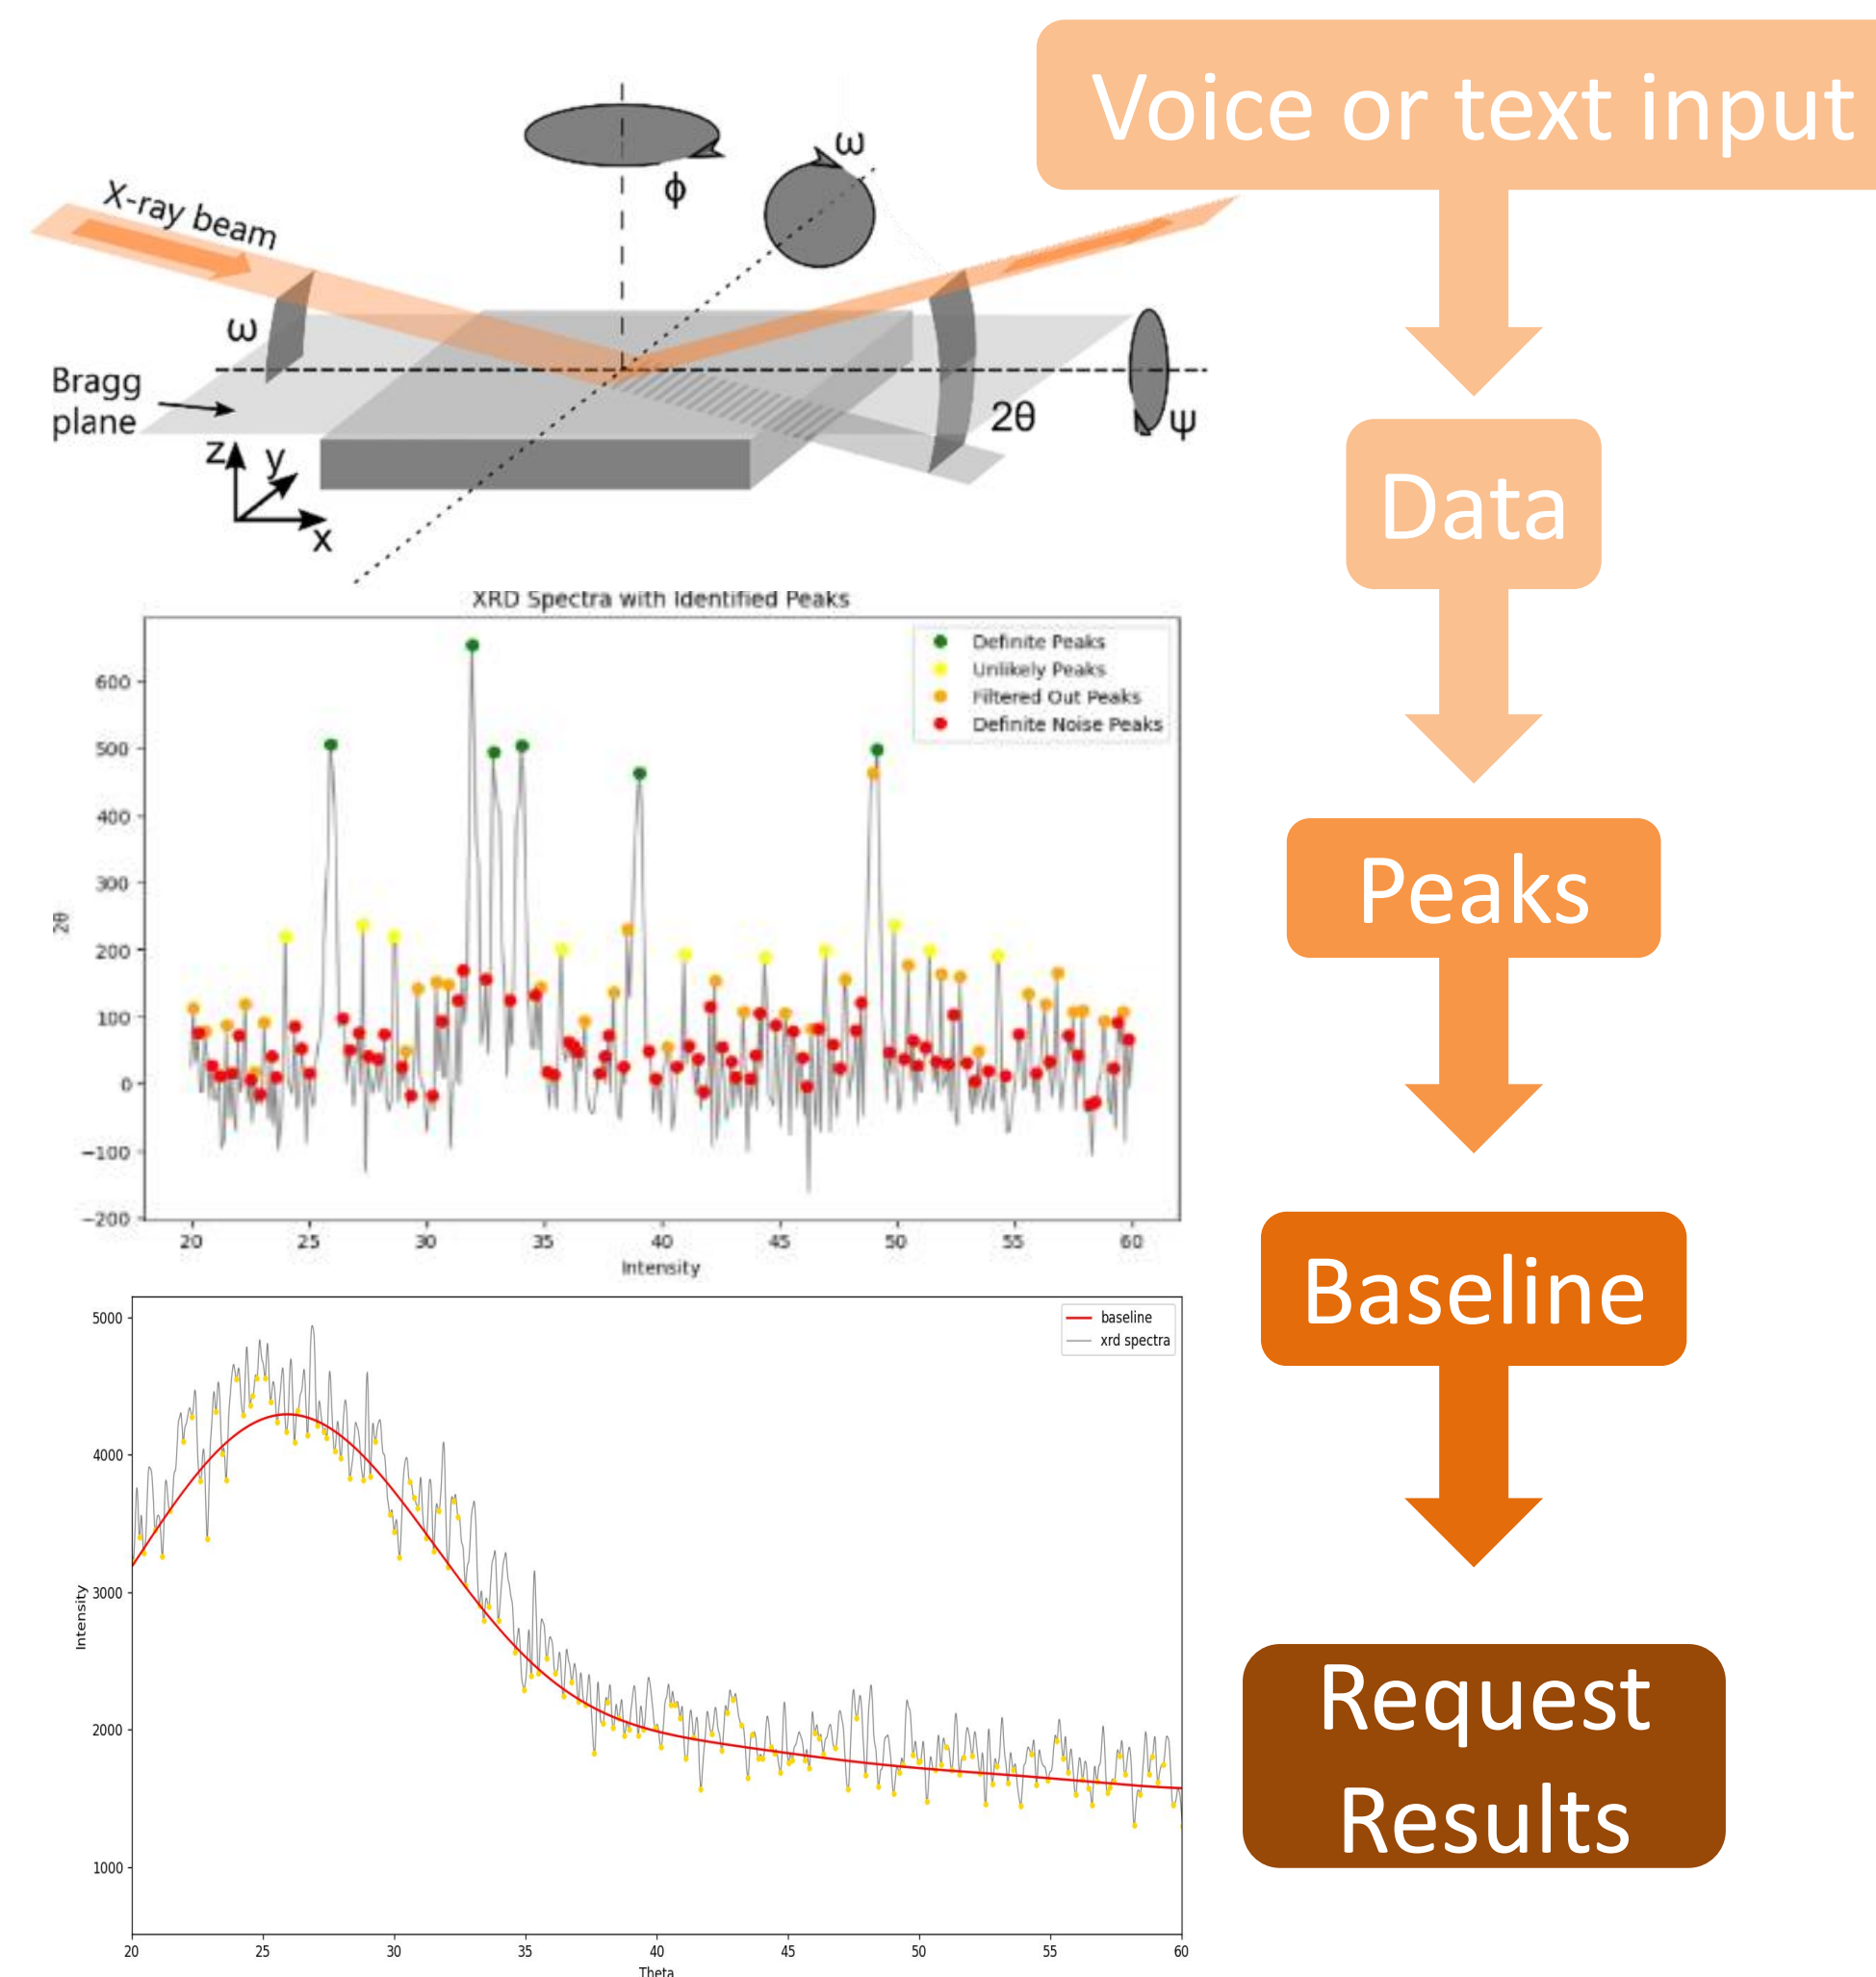 Voice or text input
Data
Peaks
Baseline
Request
Results
X-ray beam
ϕ
ω
ω
Bragg
plane
2θ
ψ
z
y
x
XRD Spectra with Identified Peaks
Definite Peaks
Unlikely Peaks
Filtered Out Peaks
Definite Noise Peaks
600
500
400
300
200
100
0
−100
−200
2θ
20 25 30 35 40 45 50 55 60
Intensity
baseline
xrd spectra
5000
4000
3000
2000
1000
Intensity
20 25 30 35 40 45 50 55 60
Theta